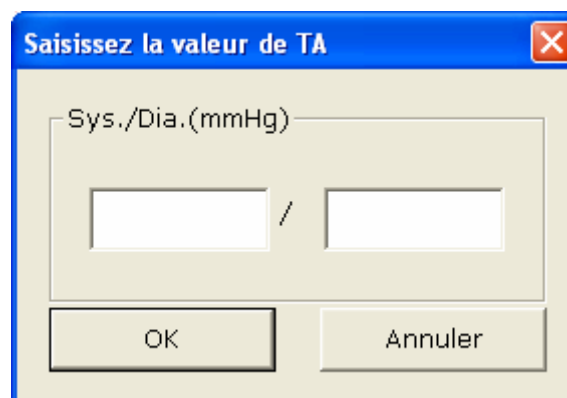 Saisissez la valeur de TA
Sys./Dia.(mmHg)
/
OK Annuler